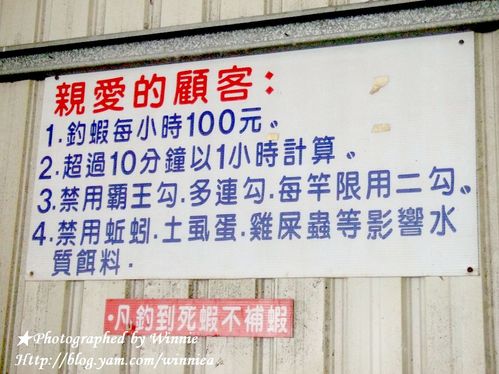 親愛的顧客:
1.釣蝦每小時100元。
2.超過10分鐘以1小時計算。
3.禁用霸王勾.多連勾.每竿限用二勾。
4.禁用蚯蚓.土虱蛋.雞屎蟲等影響水
質餌料.
•凡釣到死蝦不補蝦
★Photographed by Winnie
Http://blog.yam.com/winniea